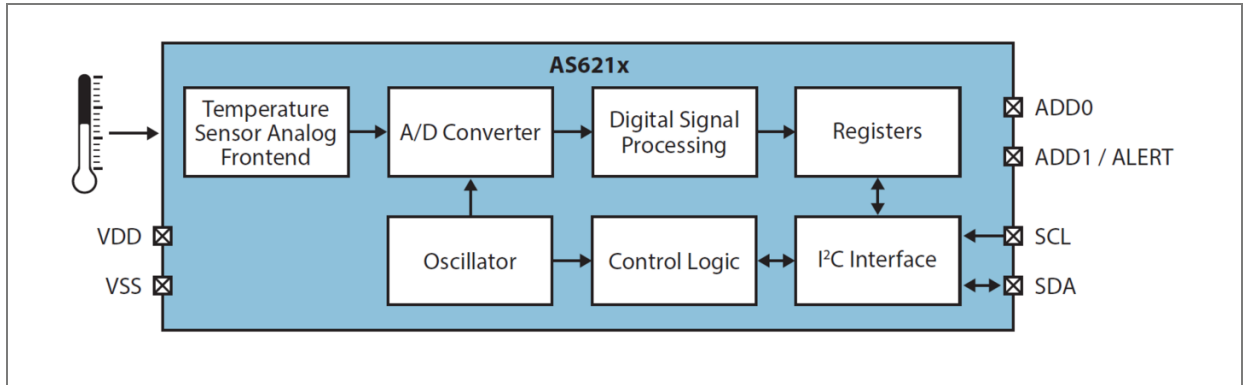 AS621x
Temperature
Sensor Analog
Frontend
A/D Converter
Digital Signal
Processing
Registers
ADD0
ADD1 / ALERT
VDD
VSS
Oscillator
Control Logic
I²C Interface
SCL
SDA